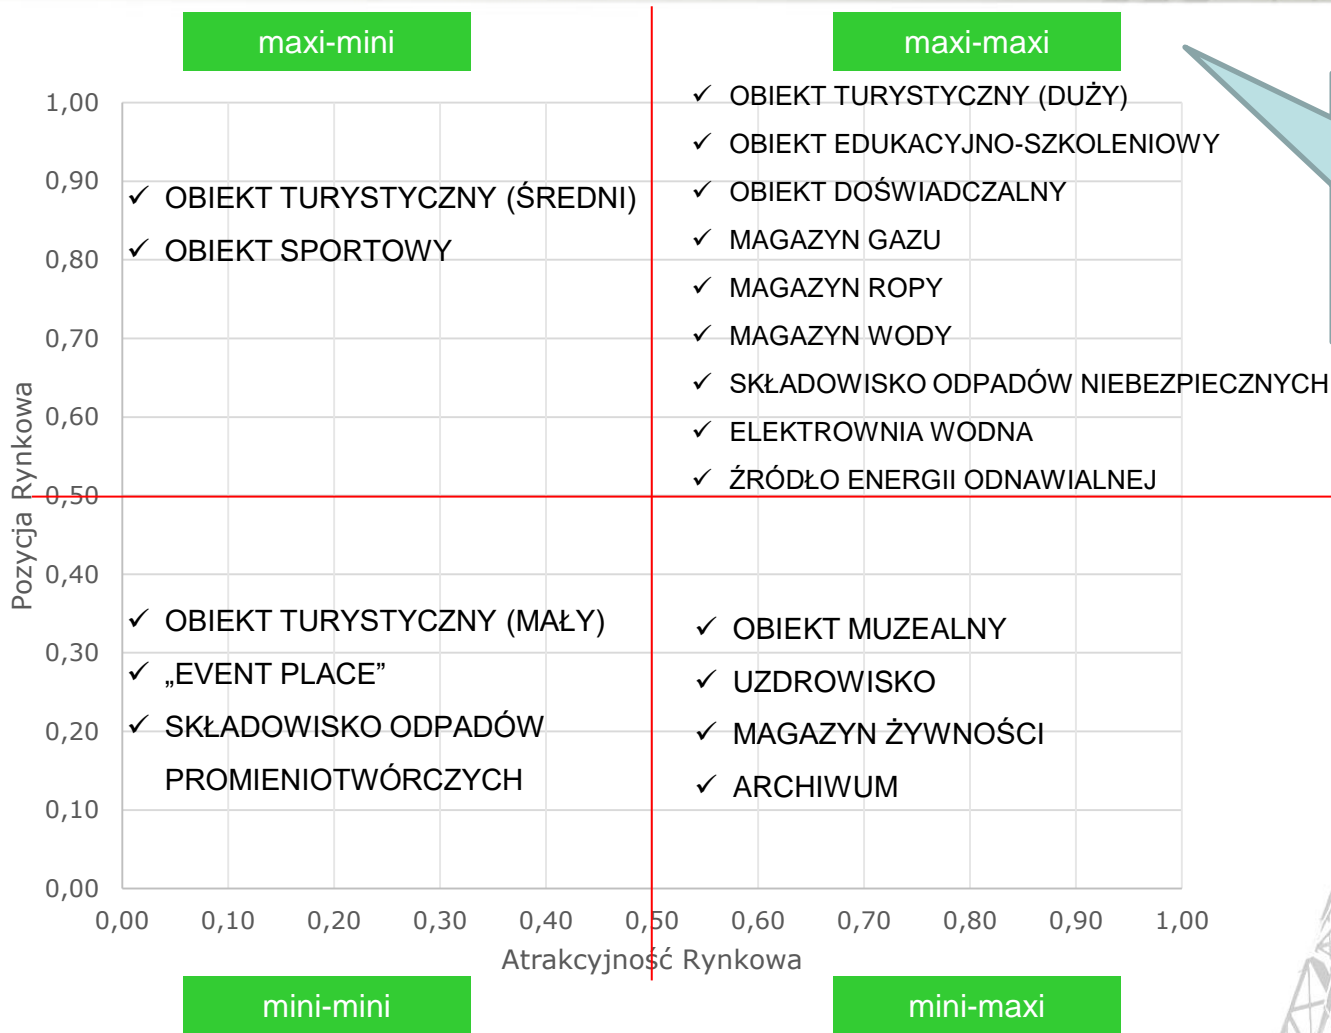 maxi-mini
maxi-maxi
✓ OBIEKT TURYSTYCZNY (DUŻY)
✓ OBIEKT EDUKACYJNO-SZKOLENIOWY
✓ OBIEKT DOŚWIADCZALNY
✓ MAGAZYN GAZU
✓ MAGAZYN ROPY
✓ MAGAZYN WODY
✓ SKŁADOWISKO ODPADÓW NIEBEZPIECZNYCH
✓ ELEKTROWNIA WODNA
✓ ŹRÓDŁO ENERGII ODNAWIALNEJ
✓ OBIEKT TURYSTYCZNY (ŚREDNI)
✓ OBIEKT SPORTOWY
✓ OBIEKT TURYSTYCZNY (MAŁY)
✓ „EVENT PLACE”
✓ SKŁADOWISKO ODPADÓW
PROMIENIOTWÓRCZYCH
✓ OBIEKT MUZEALNY
✓ UZDROWISKO
✓ MAGAZYN ŻYWNOŚCI
✓ ARCHIWUM
Pozycja Rynkowa
1,00
0,90
0,80
0,70
0,60
0,50
0,40
0,30
0,20
0,10
0,00
0,00 0,10 0,20 0,30 0,40 0,50 0,60 0,70 0,80 0,90 1,00
Atrakcyjność Rynkowa
mini-mini
mini-maxi